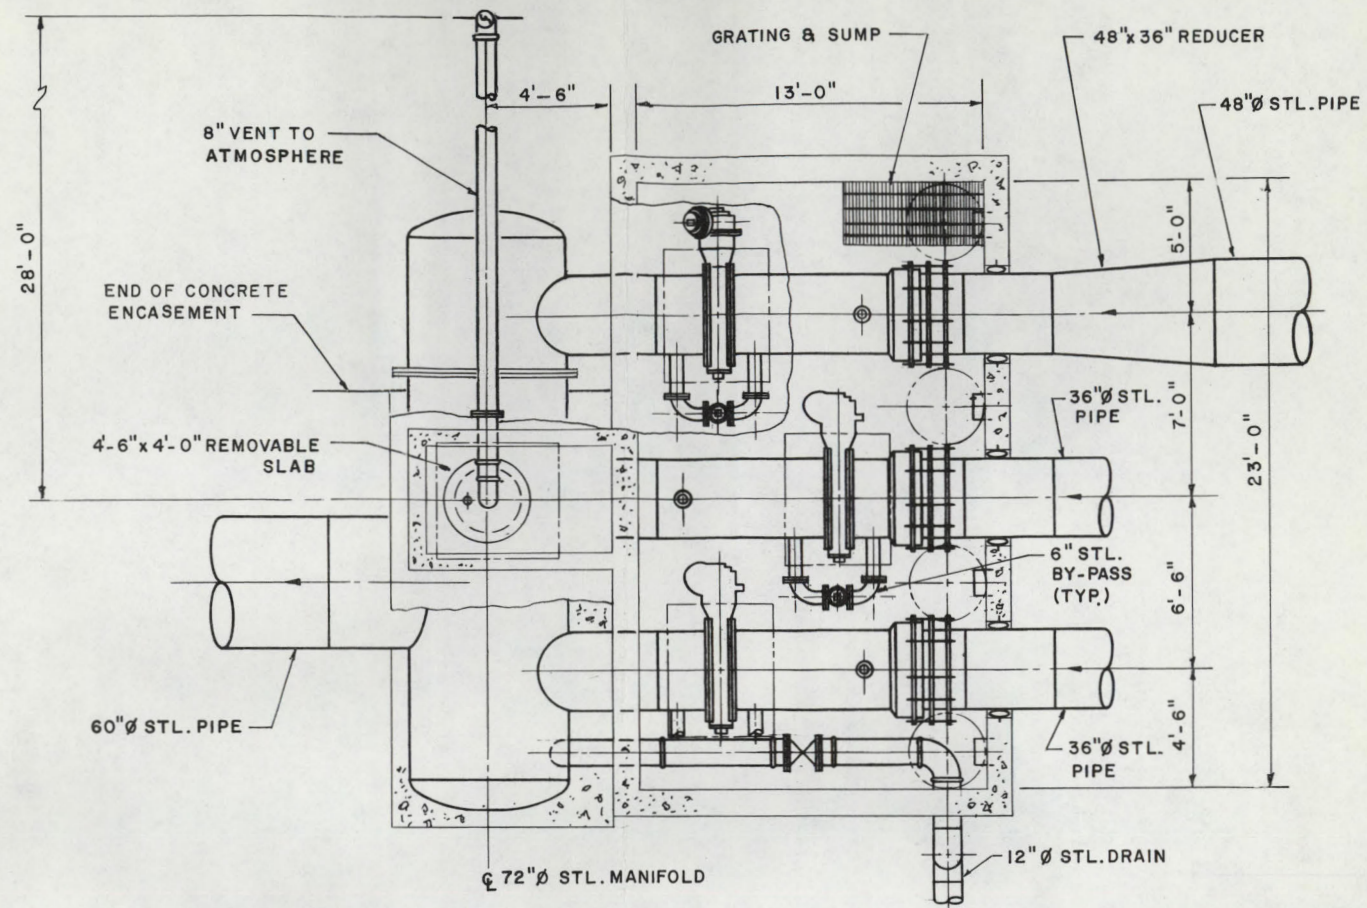 GRATING & SUMP
48"x 36" REDUCER
4'-6"
13'-0"
48"Ø STL. PIPE
8" VENT TO
ATMOSPHERE
28'-0"
5'-0"
END OF CONCRETE
ENCASEMENT
36"Ø STL.
PIPE
7'-0"
4'-6"x 4'-0" REMOVABLE
SLAB
23'-0"
6" STL.
BY-PASS
(TYP.)
6'-6"
60"Ø STL. PIPE
36"Ø STL.
PIPE
4'-6"
12"Ø STL. DRAIN
℄ 72"Ø STL. MANIFOLD